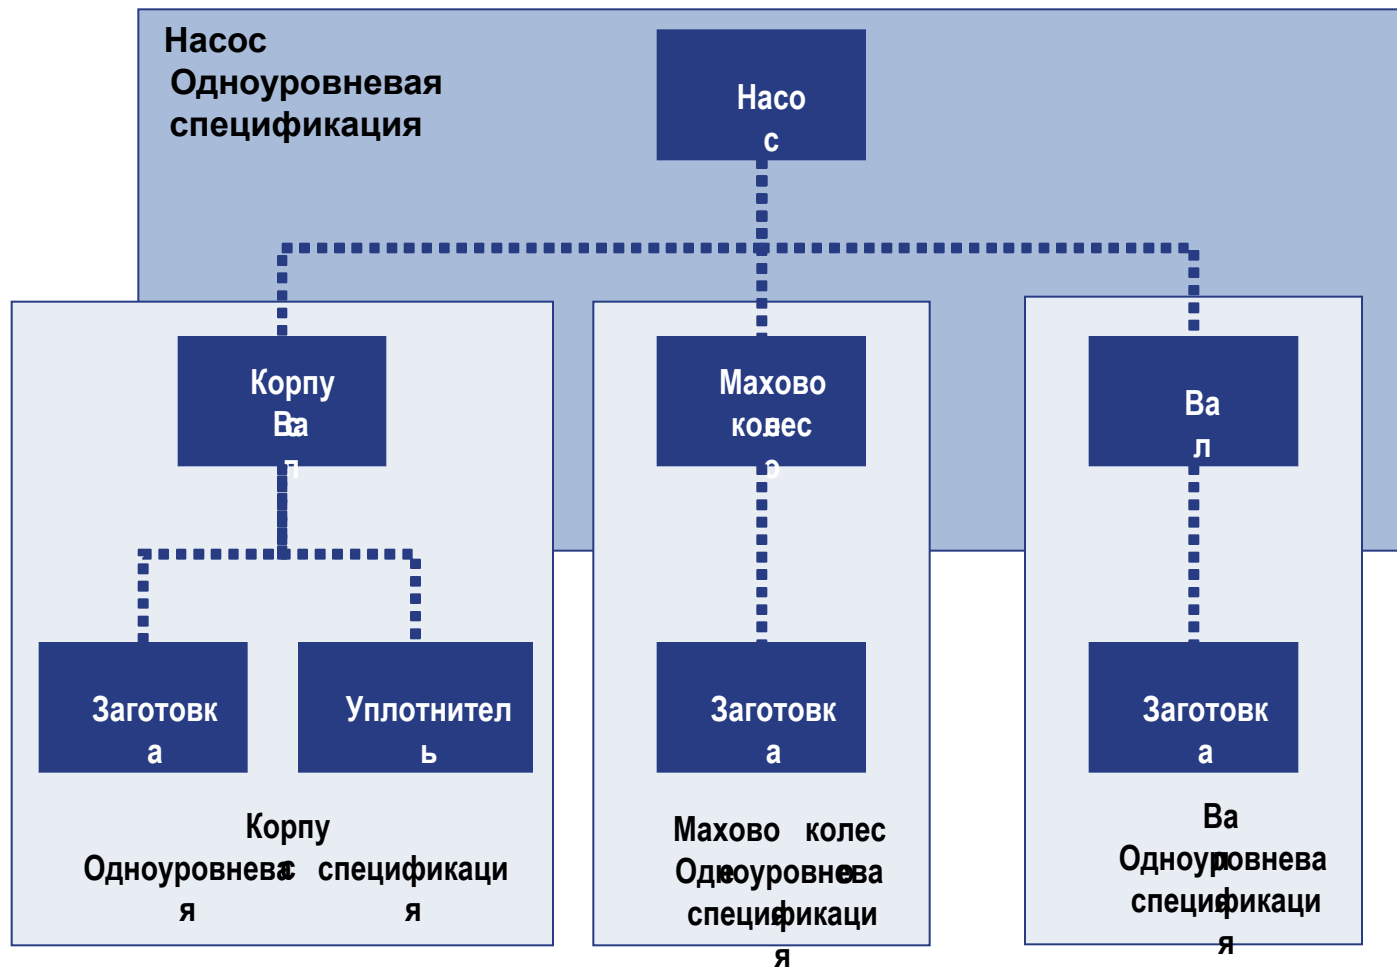 Насос
Одноуровневая
спецификация
Насо
с
Корпу
с
Ва
л
Махово
е
колес
о
Ва
л
Заготовк
а
Уплотнител
ь
Заготовк
а
Заготовк
а
Корпу
с
Одноуровнева
я
спецификаци
я
Махово
е
колес
о
Одноуровнева
я
спецификаци
я
Ва
л
Одноуровнева
я
спецификаци
я